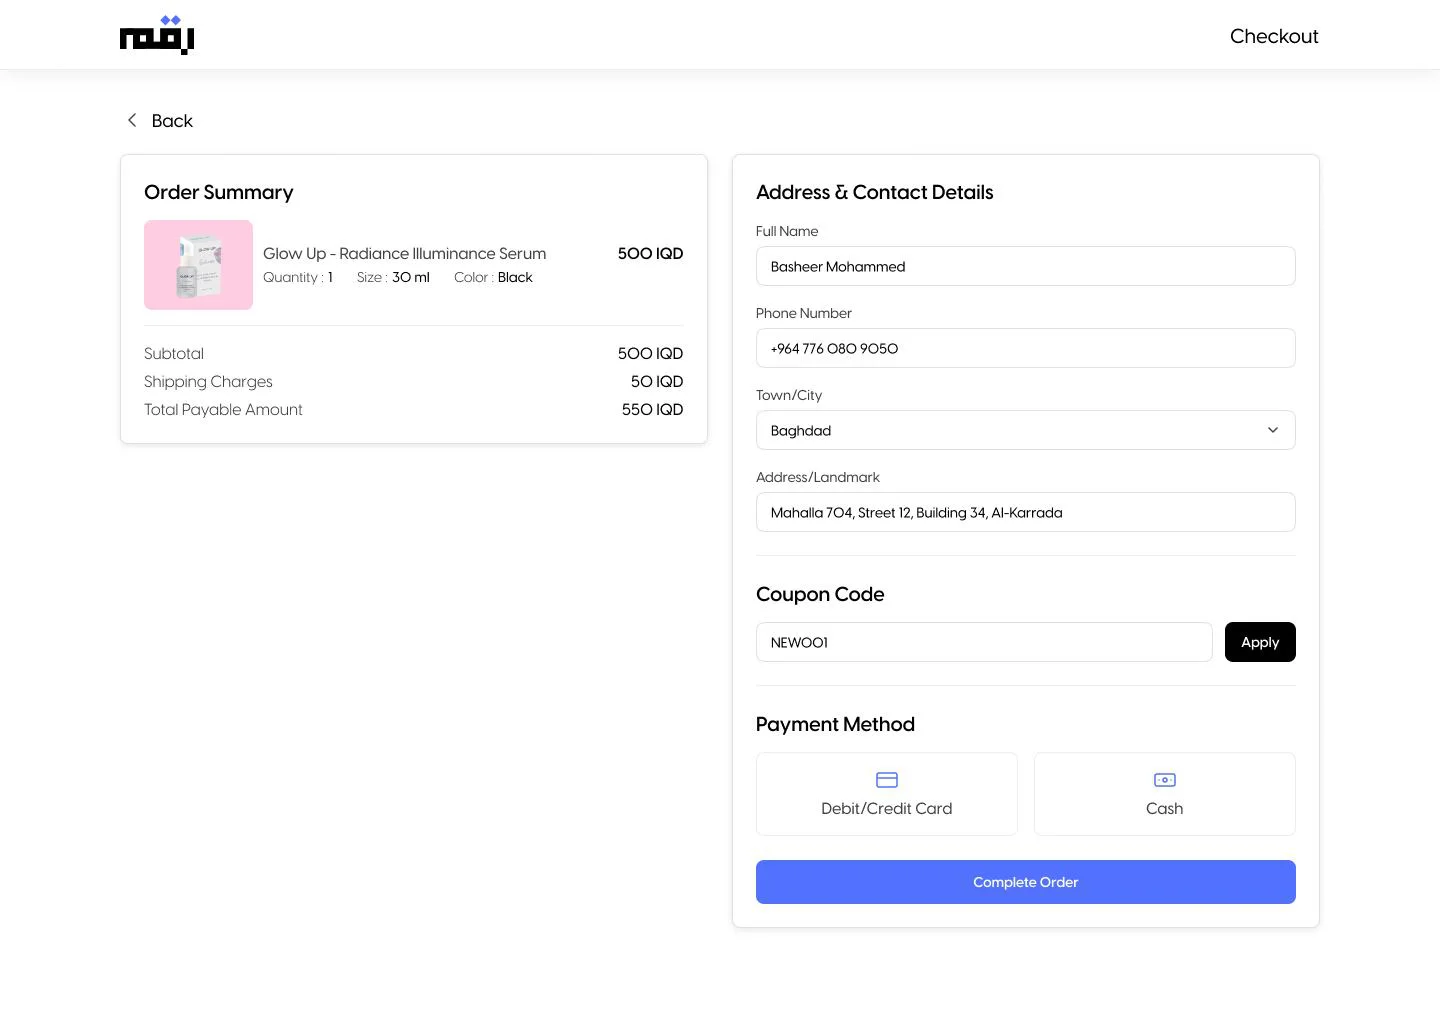 رقمي
Checkout
Back
Order Summary
GLOW UP
Glow Up - Radiance Illuminance Serum
500 IQD
Quantity : 1 Size : 30 ml Color : Black
Subtotal 500 IQD
Shipping Charges 50 IQD
Total Payable Amount 550 IQD
Address & Contact Details
Full Name
Basheer Mohammed
Phone Number
+964 776 080 9050
Town/City
Baghdad
Address/Landmark
Mahalla 704, Street 12, Building 34, Al-Karrada
Coupon Code
NEW001
Apply
Payment Method
Debit/Credit Card
Cash
Complete Order